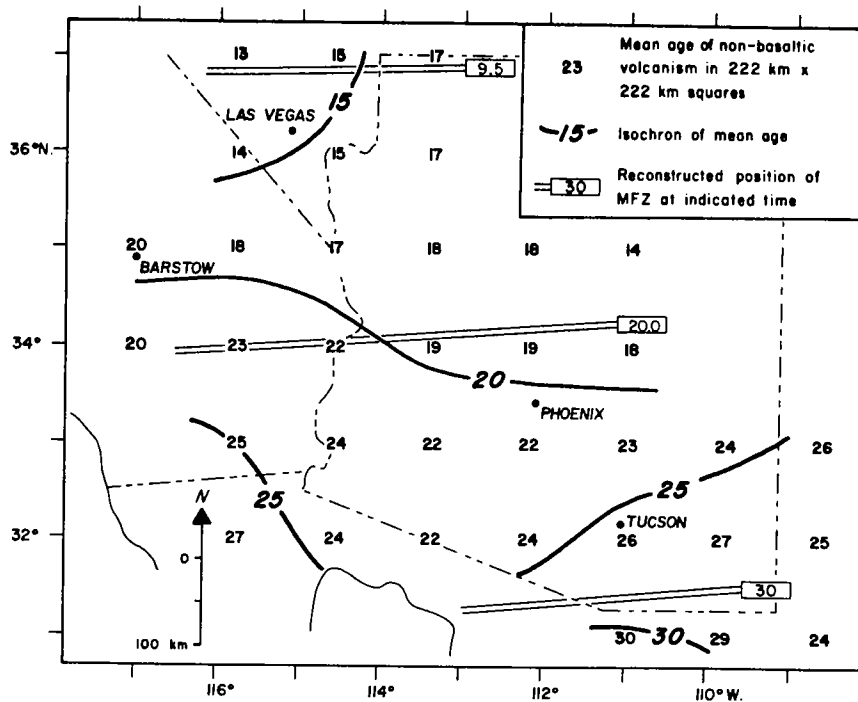 13 15 17
9.5
LAS VEGAS
15
36°N.
14 15 17
23 Mean age of non-basaltic
volcanism in 222 km x
222 km squares
15 Isochron of mean age
30 Reconstructed position of
MFZ at indicated time
20 18 17 18 18 14
BARSTOW
20.0
34°
20 23 22 19 19 18
20
PHOENIX
25 24 22 22 23 24 26
25
25
N
TUCSON
32°
0
27 24 22 24 26 27 25
30
100 km
30 30 29 24
116° 114° 112° 110° W.